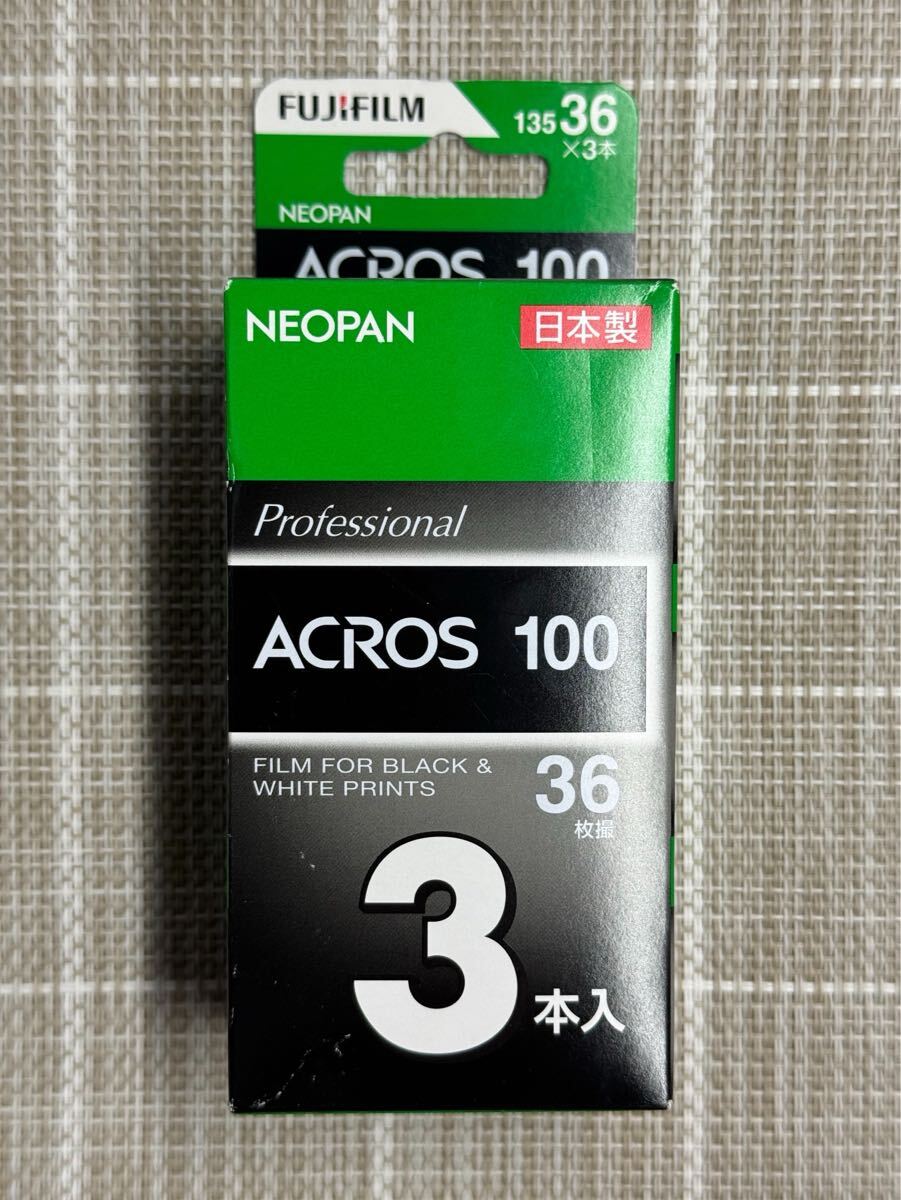 FUJIFILM
135 36
×3本
NEOPAN
ACROS 100
NEOPAN
日本製
Professional
ACROS 100
FILM FOR BLACK &
WHITE PRINTS
36
枚撮
3本入